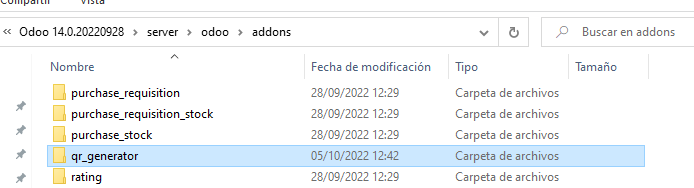 Compartir Vista
Odoo 14.0.20220928 › server › odoo › addons
Buscar en addons
Nombre Fecha de modificación Tipo Tamaño
purchase_requisition 28/09/2022 12:29 Carpeta de archivos
purchase_requisition_stock 28/09/2022 12:29 Carpeta de archivos
purchase_stock 28/09/2022 12:29 Carpeta de archivos
qr_generator 05/10/2022 12:42 Carpeta de archivos
rating 28/09/2022 12:29 Carpeta de archivos